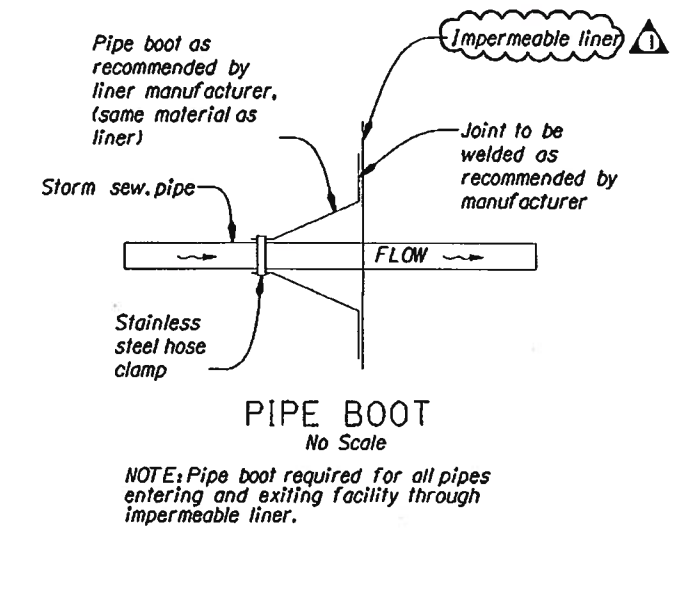 Pipe boot as
recommended by
liner manufacturer.
(same material as
liner)
Impermeable liner
1
Joint to be
welded as
recommended by
manufacturer
Storm sew. pipe
FLOW
Stainless
steel hose
clamp
PIPE BOOT
No Scale
NOTE: Pipe boot required for all pipes
entering and exiting facility through
impermeable liner.